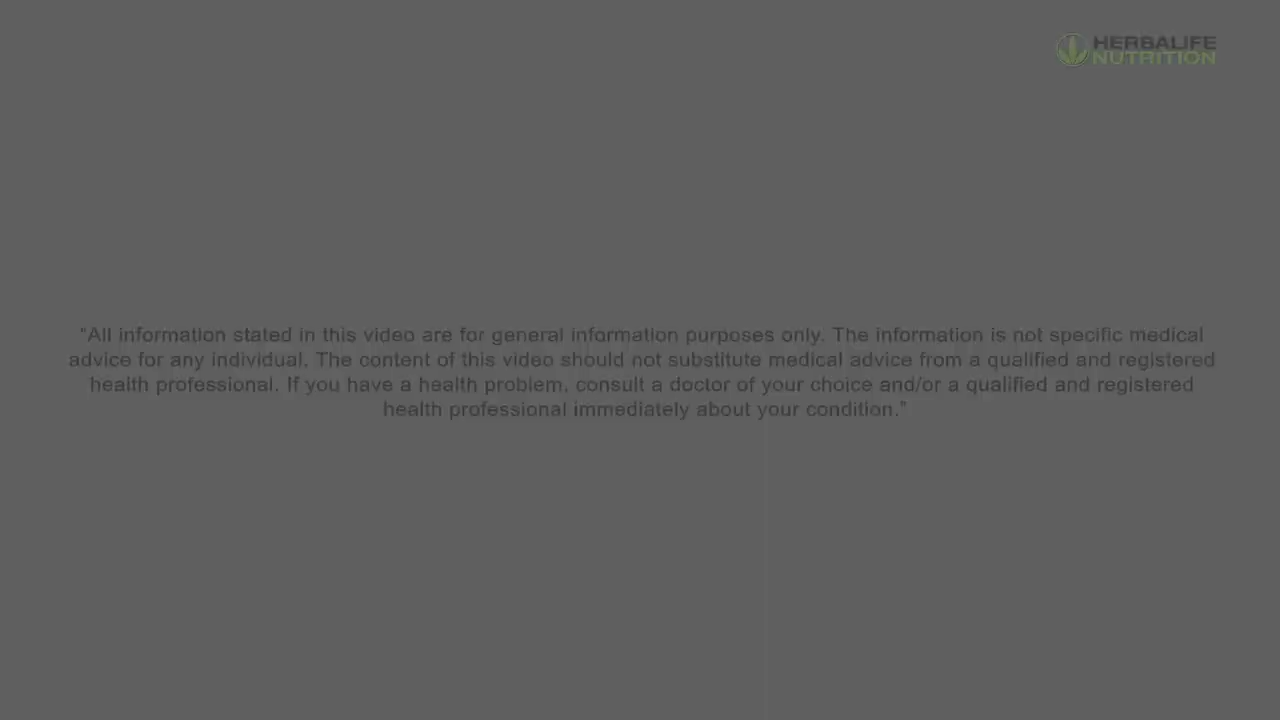 HERBALIFE
NUTRITION
"All information stated in this video are for general information purposes only. The information is not specific medical
advice for any individual. The content of this video should not substitute medical advice from a qualified and registered
health professional. If you have a health problem, consult a doctor of your choice and/or a qualified and registered
health professional immediately about your condition."